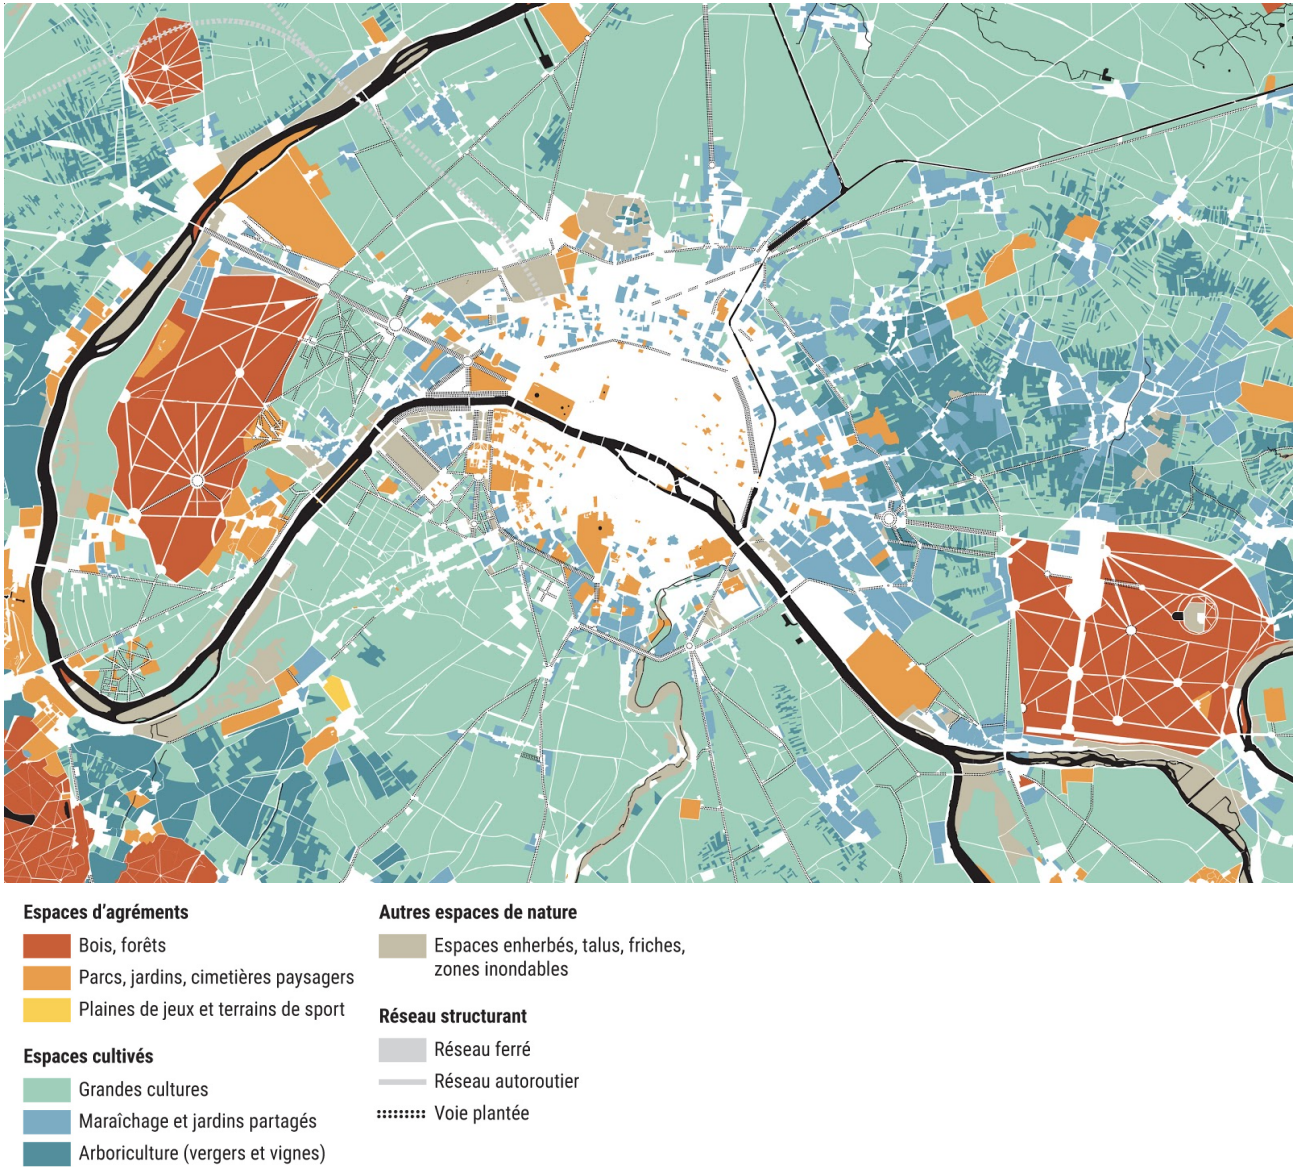 Espaces d’agréments
Bois, forêts
Parcs, jardins, cimetières paysagers
Plaines de jeux et terrains de sport
Espaces cultivés
Grandes cultures
Maraîchage et jardins partagés
Arboriculture (vergers et vignes)
Autres espaces de nature
Espaces enherbés, talus, friches,
zones inondables
Réseau structurant
Réseau ferré
Réseau autoroutier
Voie plantée